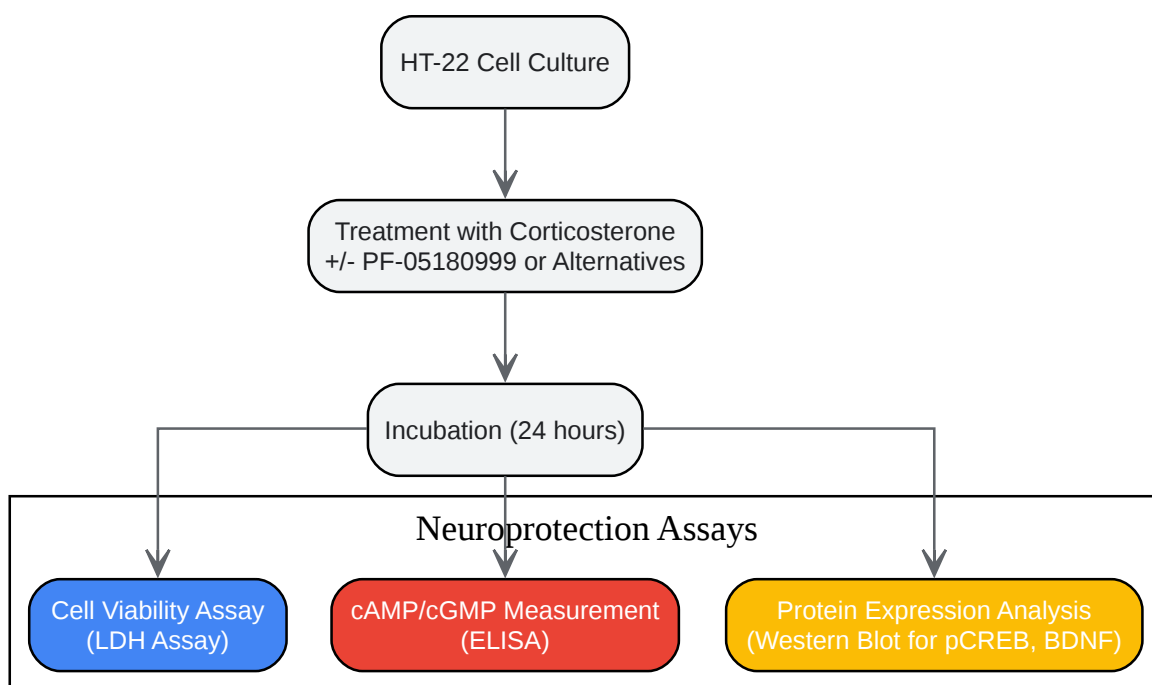 HT-22 Cell Culture
Treatment with Corticosterone
+/- PF-05180999 or Alternatives
Incubation (24 hours)
Neuroprotection Assays
Cell Viability Assay
(LDH Assay)
cAMP/cGMP Measurement
(ELISA)
Protein Expression Analysis
(Western Blot for pCREB, BDNF)